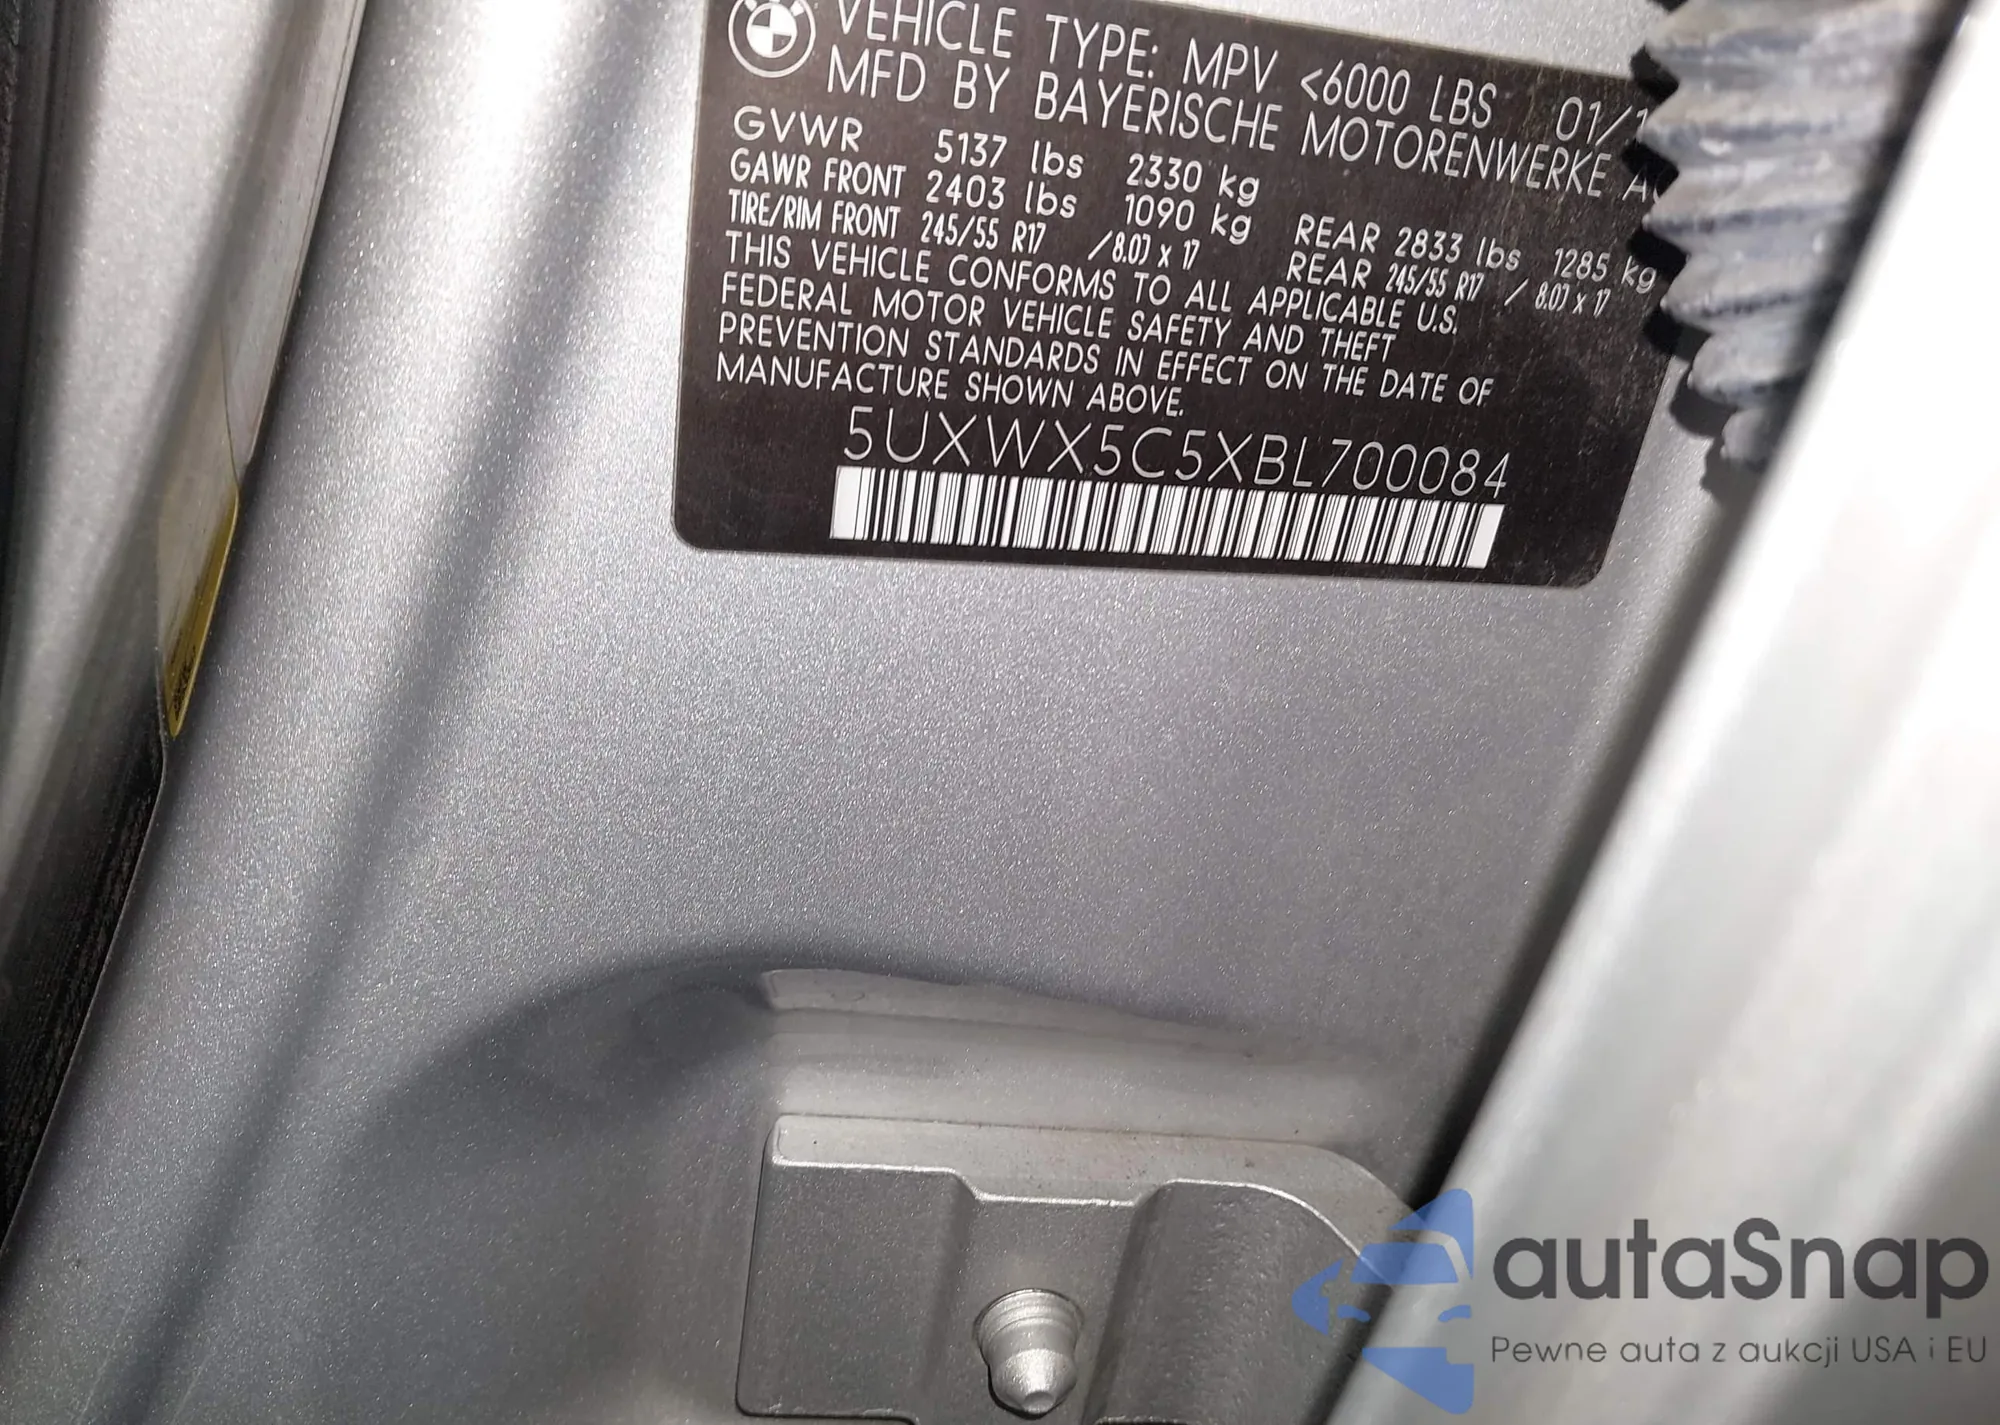 VEHICLE TYPE: MPV <6000 LBS 01/1
MFD BY BAYERISCHE MOTORENWERKE AG
GVWR 5137 lbs 2330 kg
GAWR FRONT 2403 lbs 1090 kg REAR 2833 lbs 1285 kg
TIRE/RIM FRONT 245/55 R17 /8.0J x 17 REAR 245/55 R17 / 8.0J x 17
THIS VEHICLE CONFORMS TO ALL APPLICABLE U.S.
FEDERAL MOTOR VEHICLE SAFETY AND THEFT
PREVENTION STANDARDS IN EFFECT ON THE DATE OF
MANUFACTURE SHOWN ABOVE.
5UXWX5C5XBL700084
autaSnap
Pewne auta z aukcji USA i EU